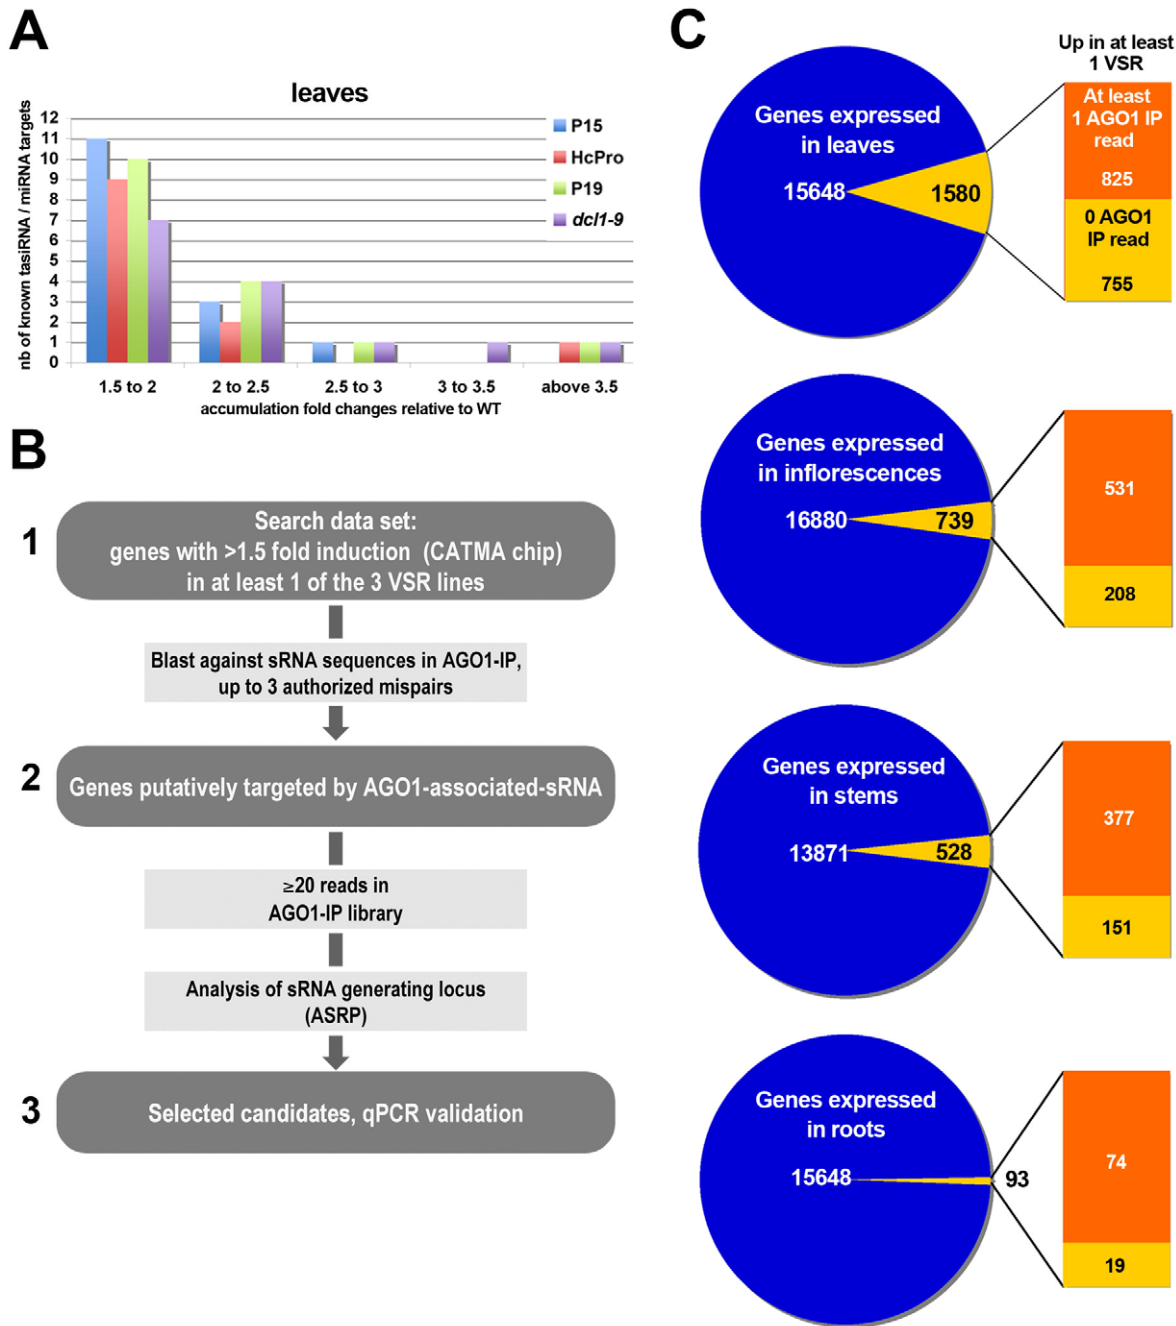 A
leaves
nb of known tasiRNA / miRNA targets
12
11
10
9
8
7
6
5
4
3
2
1
0
P15
HcPro
P19
dcl1-9
1.5 to 2
2 to 2.5
2.5 to 3
3 to 3.5
above 3.5
accumulation fold changes relative to WT
B
1
Search data set:
genes with >1.5 fold induction (CATMA chip)
in at least 1 of the 3 VSR lines
Blast against sRNA sequences in AGO1-IP,
up to 3 authorized mispairs
2
Genes putatively targeted by AGO1-associated-sRNA
≥20 reads in
AGO1-IP library
Analysis of sRNA generating locus
(ASRP)
3
Selected candidates, qPCR validation
C
Up in at least
1 VSR
Genes expressed
in leaves
15648
1580
At least
1 AGO1 IP
read
825
0 AGO1
IP read
755
Genes expressed
in inflorescences
16880
739
531
208
Genes expressed
in stems
13871
528
377
151
Genes expressed
in roots
15648
93
74
19